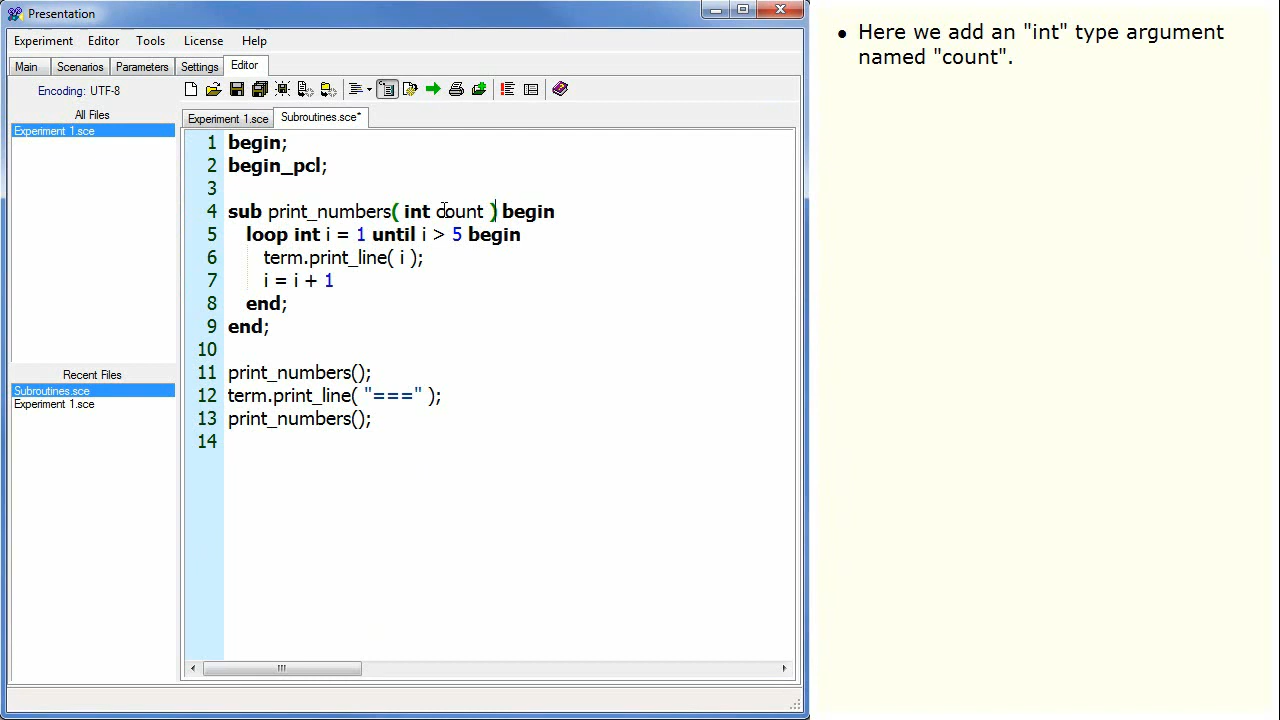 Presentation
Experiment Editor Tools License Help
Main Scenarios Parameters Settings Editor
Encoding: UTF-8
All Files
Experiment 1.sce
Recent Files
Subroutines.sce
Experiment 1.sce
Experiment 1.sce Subroutines.sce*
1 begin;
2 begin_pcl;
3
4 sub print_numbers( int count ) begin
5 loop int i = 1 until i > 5 begin
6 term.print_line( i );
7 i = i + 1
8 end;
9 end;
10
11 print_numbers();
12 term.print_line( "===" );
13 print_numbers();
14
• Here we add an "int" type argument
named "count".